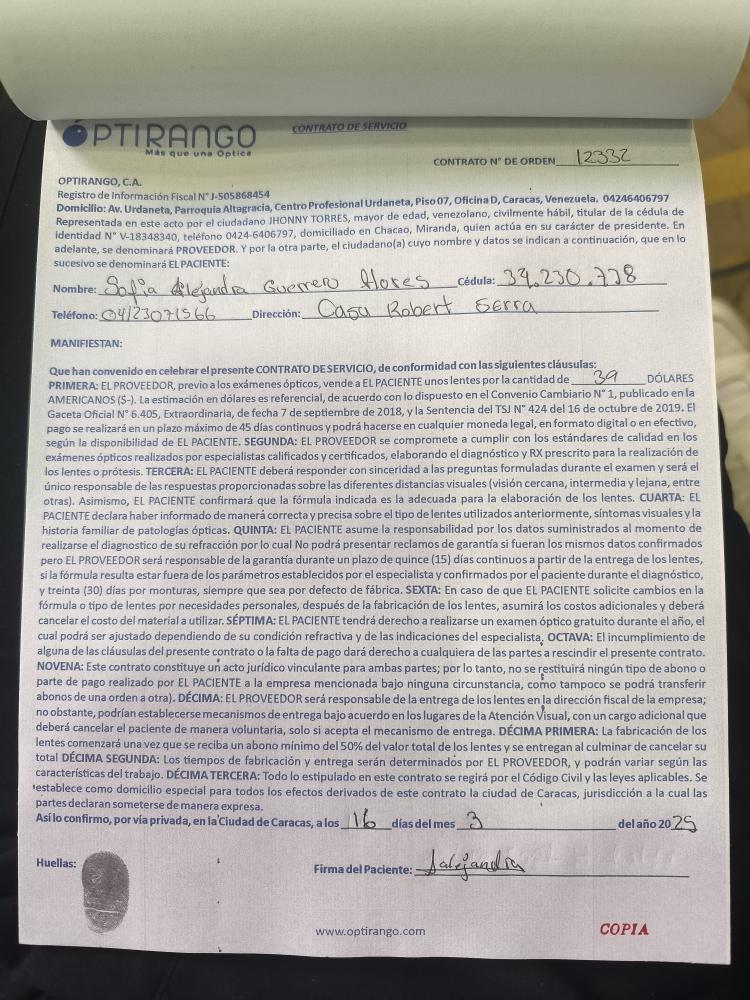 OPTIRANGO
Más que una Óptica
CONTRATO DE SERVICIO
CONTRATO N° DE ORDEN 12332
OPTIRANGO, C.A.
Registro de Información Fiscal N° J-505868454
Domicilio: Av. Urdaneta, Parroquia Altagracia, Centro Profesional Urdaneta, Piso 07, Oficina D, Caracas, Venezuela. 04246406797
Representada en este acto por el ciudadano JHONNY TORRES, mayor de edad, venezolano, civilmente hábil, titular de la cédula de
Identidad N° V-18348340, teléfono 0424-6406797, domiciliado en Chacao, Miranda, quien actúa en su carácter de presidente. En
adelante, se denominará PROVEEDOR. Y por la otra parte, el ciudadano(a) cuyo nombre y datos se indican a continuación, que en lo
sucesivo se denominará EL PACIENTE:
Nombre: Sofia Alejandra Guerrero flores Cédula: 34.230.738
Teléfono: 04123071566 Dirección: Casa Robert Serra
MANIFIESTAN:
Que han convenido en celebrar el presente CONTRATO DE SERVICIO, de conformidad con las siguientes cláusulas:
PRIMERA: EL PROVEEDOR, previo a los exámenes ópticos, vende a EL PACIENTE unos lentes por la cantidad de 39 DÓLARES
AMERICANOS ($-). La estimación en dólares es referencial, de acuerdo con lo dispuesto en el Convenio Cambiario N° 1, publicado en la
Gaceta Oficial N° 6.405, Extraordinaria, de fecha 7 de septiembre de 2018, y la Sentencia del TSJ N° 424 del 16 de octubre de 2019. El
pago se realizará en un plazo máximo de 45 días continuos y podrá hacerse en cualquier moneda legal, en formato digital o en efectivo,
según la disponibilidad de EL PACIENTE. SEGUNDA: EL PROVEEDOR se compromete a cumplir con los estándares de calidad en los
exámenes ópticos realizados por especialistas calificados y certificados, elaborando el diagnóstico y RX prescrito para la realización de
los lentes o prótesis. TERCERA: EL PACIENTE deberá responder con sinceridad a las preguntas formuladas durante el examen y será el
único responsable de las respuestas proporcionadas sobre las diferentes distancias visuales (visión cercana, intermedia y lejana, entre
otras). Asimismo, EL PACIENTE confirmará que la fórmula indicada es la adecuada para la elaboración de los lentes. CUARTA: EL
PACIENTE declara haber informado de manera correcta y precisa sobre el tipo de lentes utilizados anteriormente, síntomas visuales y la
historia familiar de patologías ópticas. QUINTA: EL PACIENTE asume la responsabilidad por los datos suministrados al momento de
realizarse el diagnostico de su refracción por lo cual No podrá presentar reclamos de garantía si fueran los mismos datos confirmados
pero EL PROVEEDOR será responsable de la garantía durante un plazo de quince (15) días continuos a partir de la entrega de los lentes,
si la fórmula resulta estar fuera de los parámetros establecidos por el especialista y confirmados por el paciente durante el diagnóstico,
y treinta (30) días por monturas, siempre que sea por defecto de fábrica. SEXTA: En caso de que EL PACIENTE solicite cambios en la
fórmula o tipo de lentes por necesidades personales, después de la fabricación de los lentes, asumirá los costos adicionales y deberá
cancelar el costo del material a utilizar. SÉPTIMA: EL PACIENTE tendrá derecho a realizarse un examen óptico gratuito durante el año, el
cual podrá ser ajustado dependiendo de su condición refractiva y de las indicaciones del especialista. OCTAVA: El incumplimiento de
alguna de las cláusulas del presente contrato o la falta de pago dará derecho a cualquiera de las partes a rescindir el presente contrato.
NOVENA: Este contrato constituye un acto jurídico vinculante para ambas partes; por lo tanto, no se restituirá ningún tipo de abono o
parte de pago realizado por EL PACIENTE a la empresa mencionada bajo ninguna circunstancia, como tampoco se podrá transferir
abonos de una orden a otra). DÉCIMA: EL PROVEEDOR será responsable de la entrega de los lentes en la dirección fiscal de la empresa;
no obstante, podrían establecerse mecanismos de entrega bajo acuerdo en los lugares de la Atención Visual, con un cargo adicional que
deberá cancelar el paciente de manera voluntaria, solo si acepta el mecanismo de entrega. DÉCIMA PRIMERA: La fabricación de los
lentes comenzará una vez que se reciba un abono mínimo del 50% del valor total de los lentes y se entregan al culminar de cancelar su
total DÉCIMA SEGUNDA: Los tiempos de fabricación y entrega serán determinados por EL PROVEEDOR, y podrán variar según las
características del trabajo. DÉCIMA TERCERA: Todo lo estipulado en este contrato se regirá por el Código Civil y las leyes aplicables. Se
establece como domicilio especial para todos los efectos derivados de este contrato la ciudad de Caracas, jurisdicción a la cual las
partes declaran someterse de manera expresa.
Así lo confirmo, por vía privada, en la Ciudad de Caracas, a los 16 días del mes 3 del año 2025
Huellas:
Firma del Paciente: Salejandra
www.optirango.com
COPIA